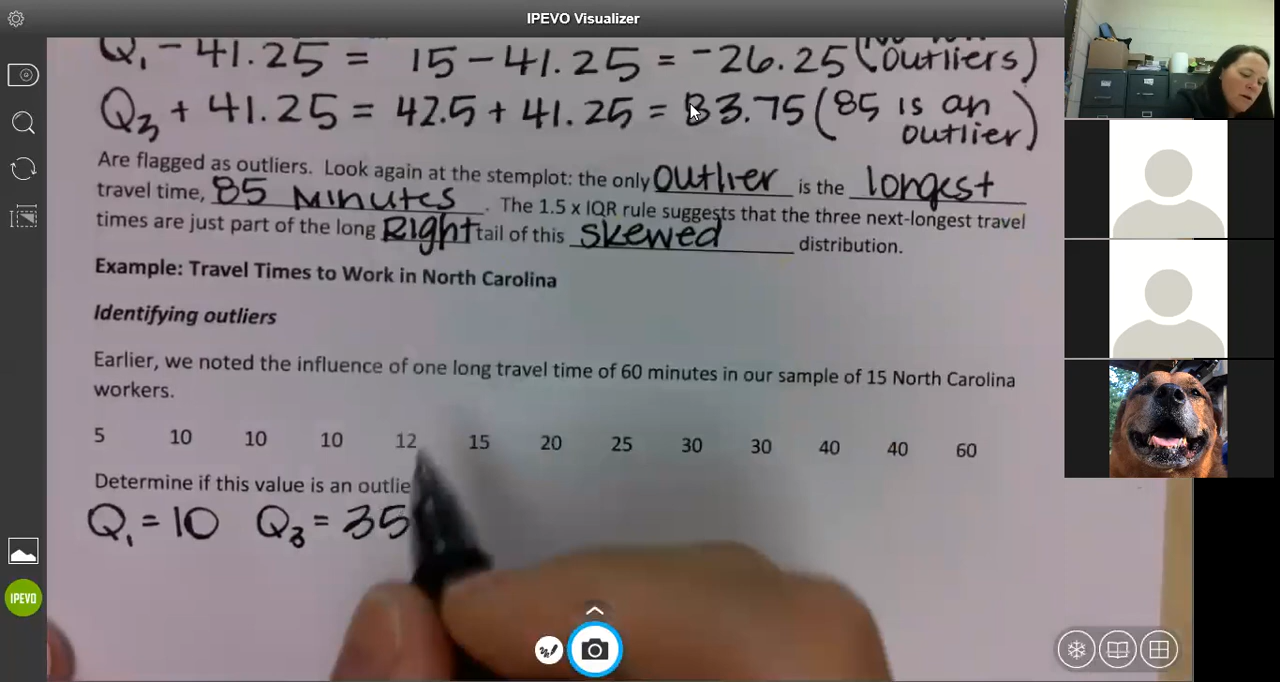 IPEVO Visualizer
Q1 - 41.25 = 15 - 41.25 = -26.25 (No low outliers)
Q3 + 41.25 = 42.5 + 41.25 = 83.75 (85 is an outlier)
Are flagged as outliers. Look again at the stemplot: the only outlier is the longest
travel time, 85 minutes. The 1.5 x IQR rule suggests that the three next-longest travel
times are just part of the long Right tail of this skewed distribution.
Example: Travel Times to Work in North Carolina
Identifying outliers
Earlier, we noted the influence of one long travel time of 60 minutes in our sample of 15 North Carolina
workers.
5 10 10 10 12 15 20 25 30 30 40 40 60
Determine if this value is an outlie
Q1 = 10 Q3 = 35
IPEVO